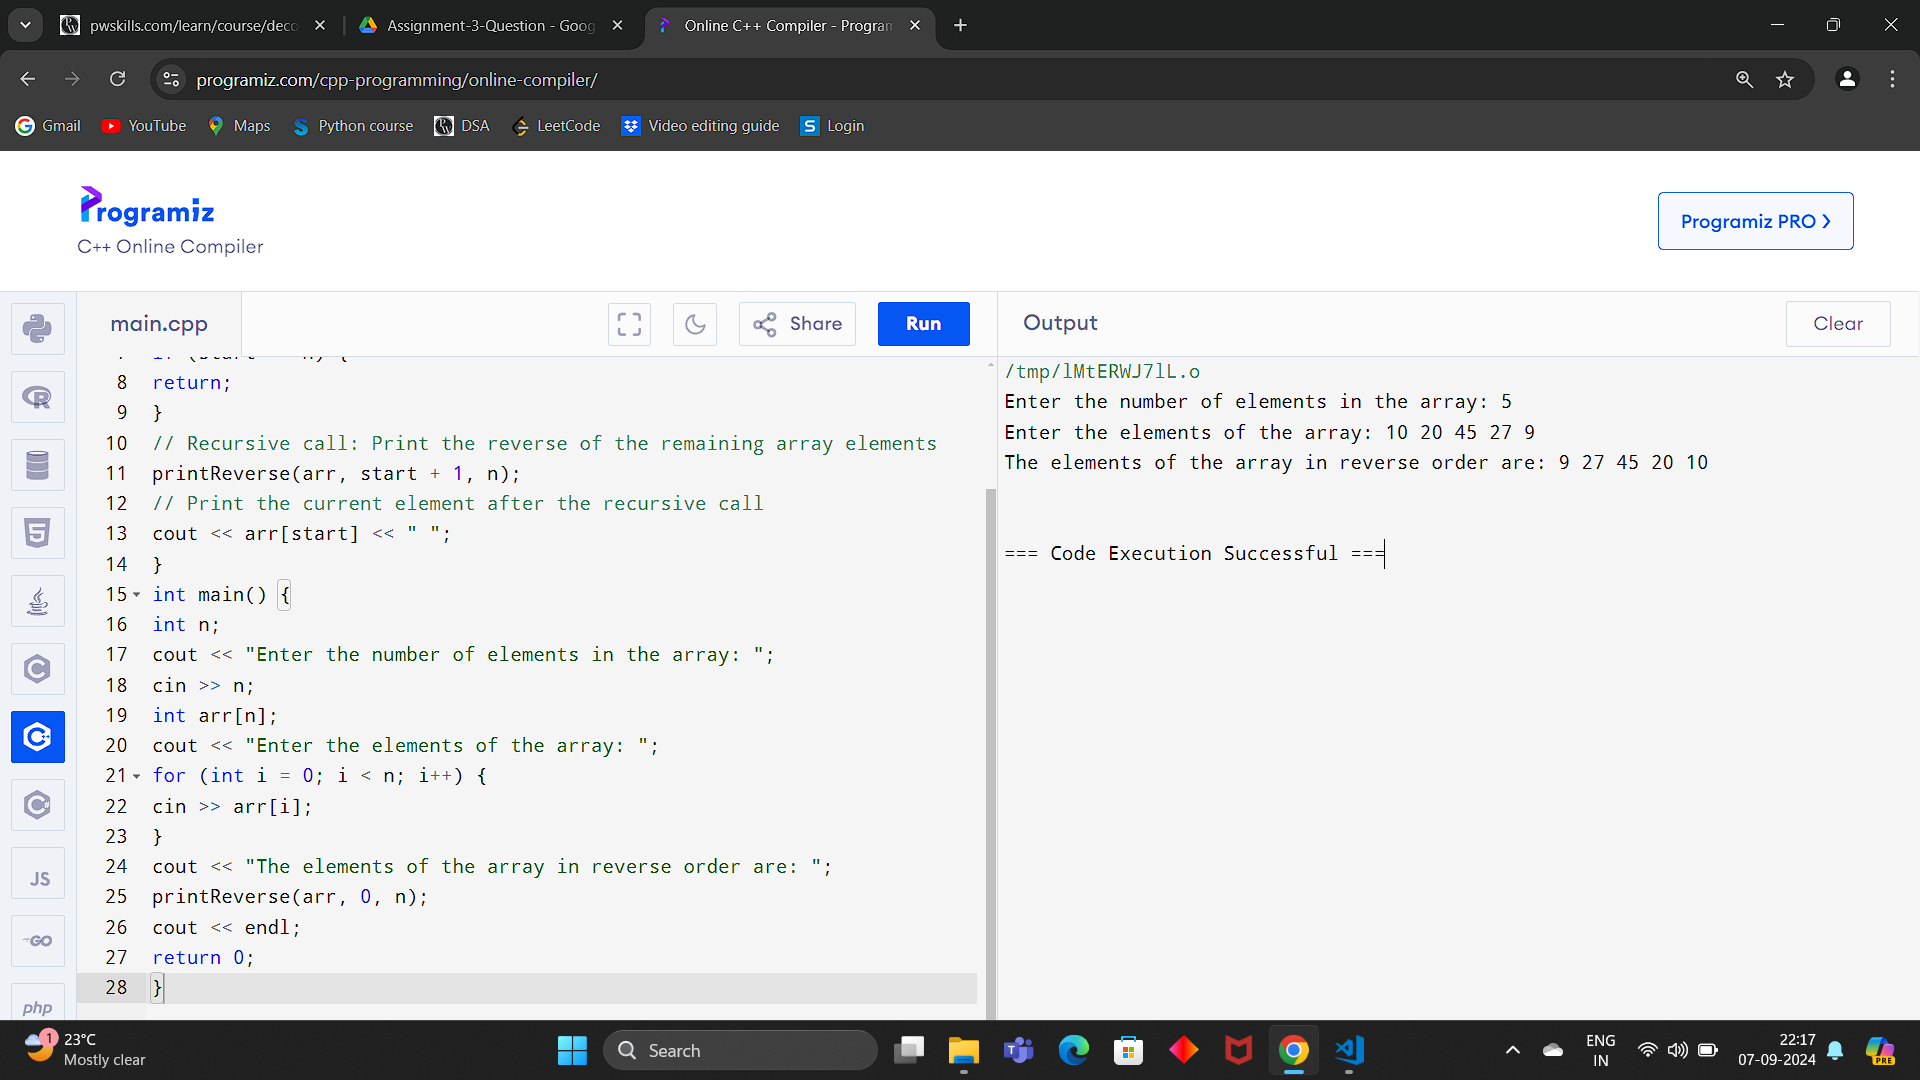 pwskills.com/learn/course/deco
Assignment-3-Question - Goog
Online C++ Compiler - Program
programiz.com/cpp-programming/online-compiler/
Gmail YouTube Maps Python course DSA LeetCode Video editing guide Login
Programiz
C++ Online Compiler
Programiz PRO
main.cpp
Share
Run
Output
Clear
8 return;
9 }
10 // Recursive call: Print the reverse of the remaining array elements
11 printReverse(arr, start + 1, n);
12 // Print the current element after the recursive call
13 cout << arr[start] << " ";
14 }
15 int main() {
16 int n;
17 cout << "Enter the number of elements in the array: ";
18 cin >> n;
19 int arr[n];
20 cout << "Enter the elements of the array: ";
21 for (int i = 0; i < n; i++) {
22 cin >> arr[i];
23 }
24 cout << "The elements of the array in reverse order are: ";
25 printReverse(arr, 0, n);
26 cout << endl;
27 return 0;
28 }
/tmp/lMtERWJ7lL.o
Enter the number of elements in the array: 5
Enter the elements of the array: 10 20 45 27 9
The elements of the array in reverse order are: 9 27 45 20 10
=== Code Execution Successful ===
JS
GO
php
1
23°C
Mostly clear
Search
ENG
IN
22:17
07-09-2024
PRE